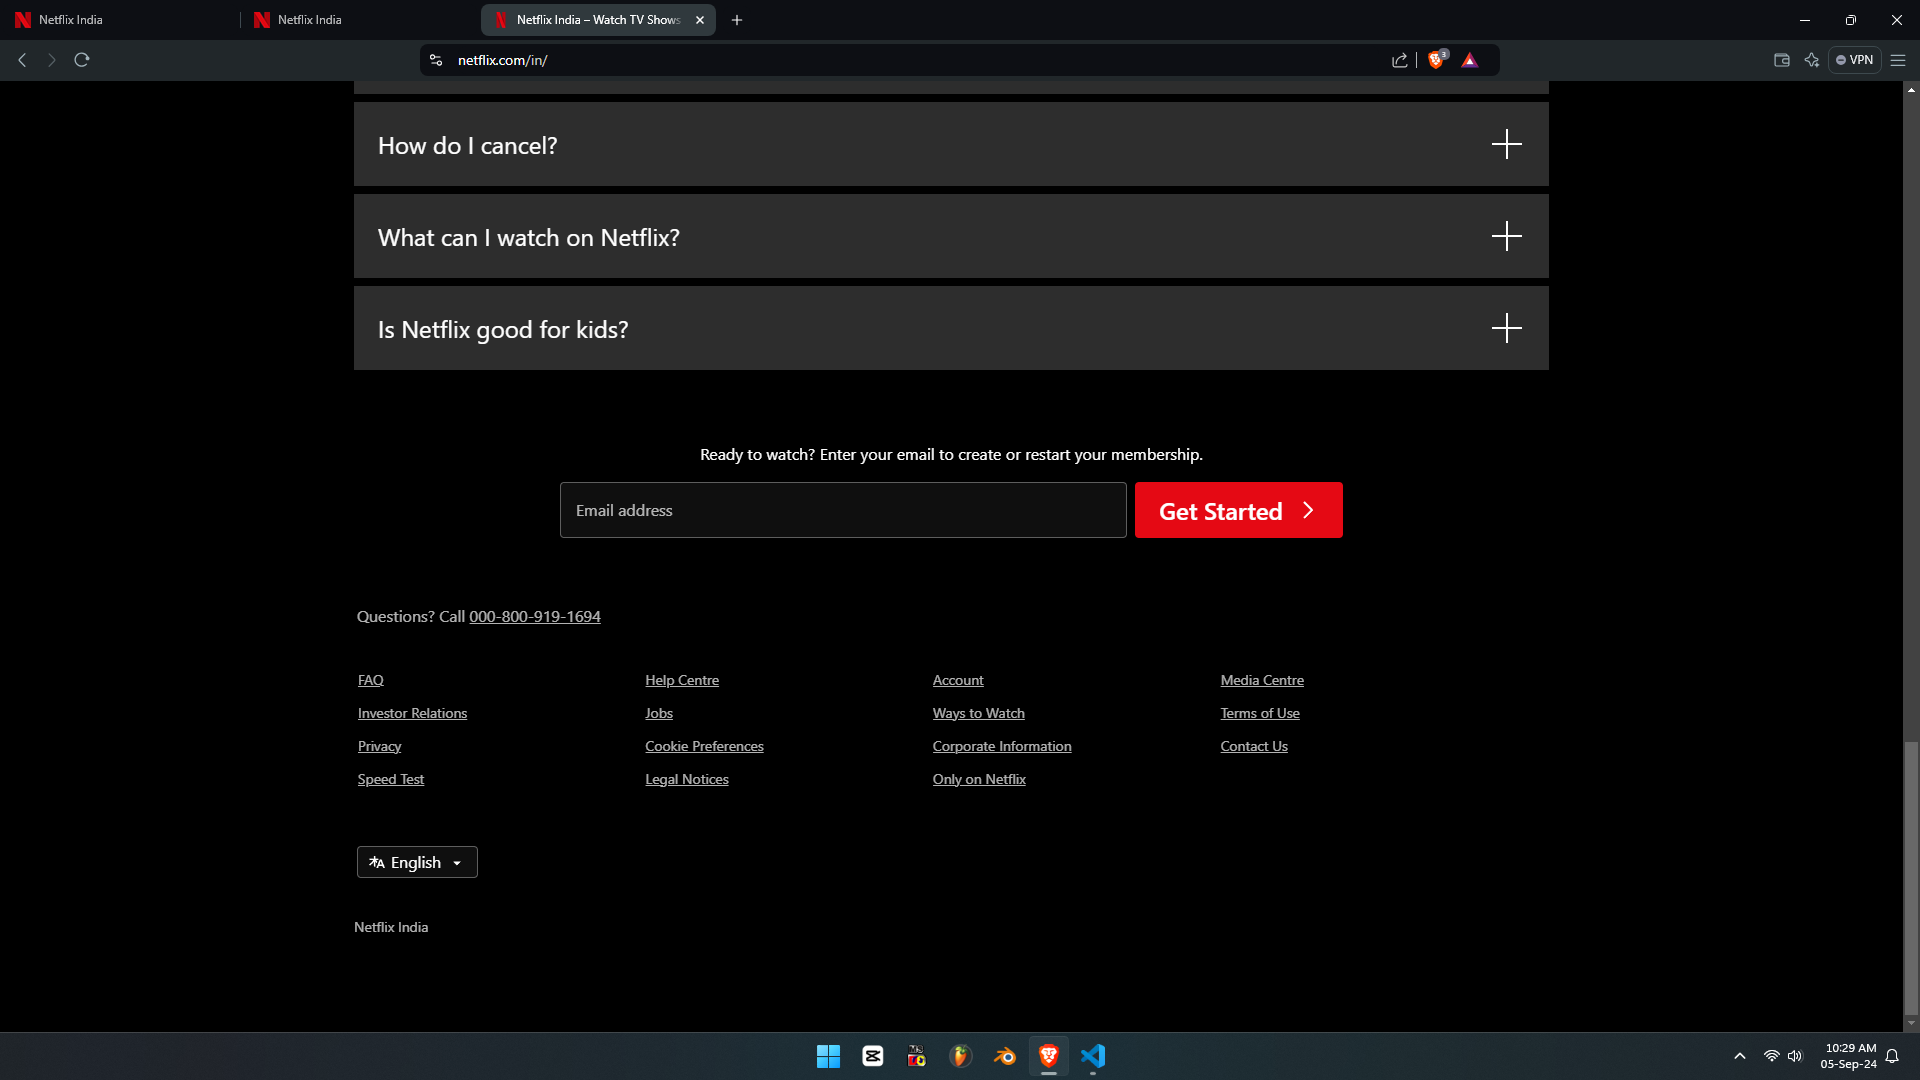 Netflix India
Netflix India
Netflix India – Watch TV Shows
netflix.com/in/
3
VPN
How do I cancel?
What can I watch on Netflix?
Is Netflix good for kids?
Ready to watch? Enter your email to create or restart your membership.
Email address
Get Started
Questions? Call 000-800-919-1694
FAQ
Help Centre
Account
Media Centre
Investor Relations
Jobs
Ways to Watch
Terms of Use
Privacy
Cookie Preferences
Corporate Information
Contact Us
Speed Test
Legal Notices
Only on Netflix
English
Netflix India
10:29 AM
05-Sep-24